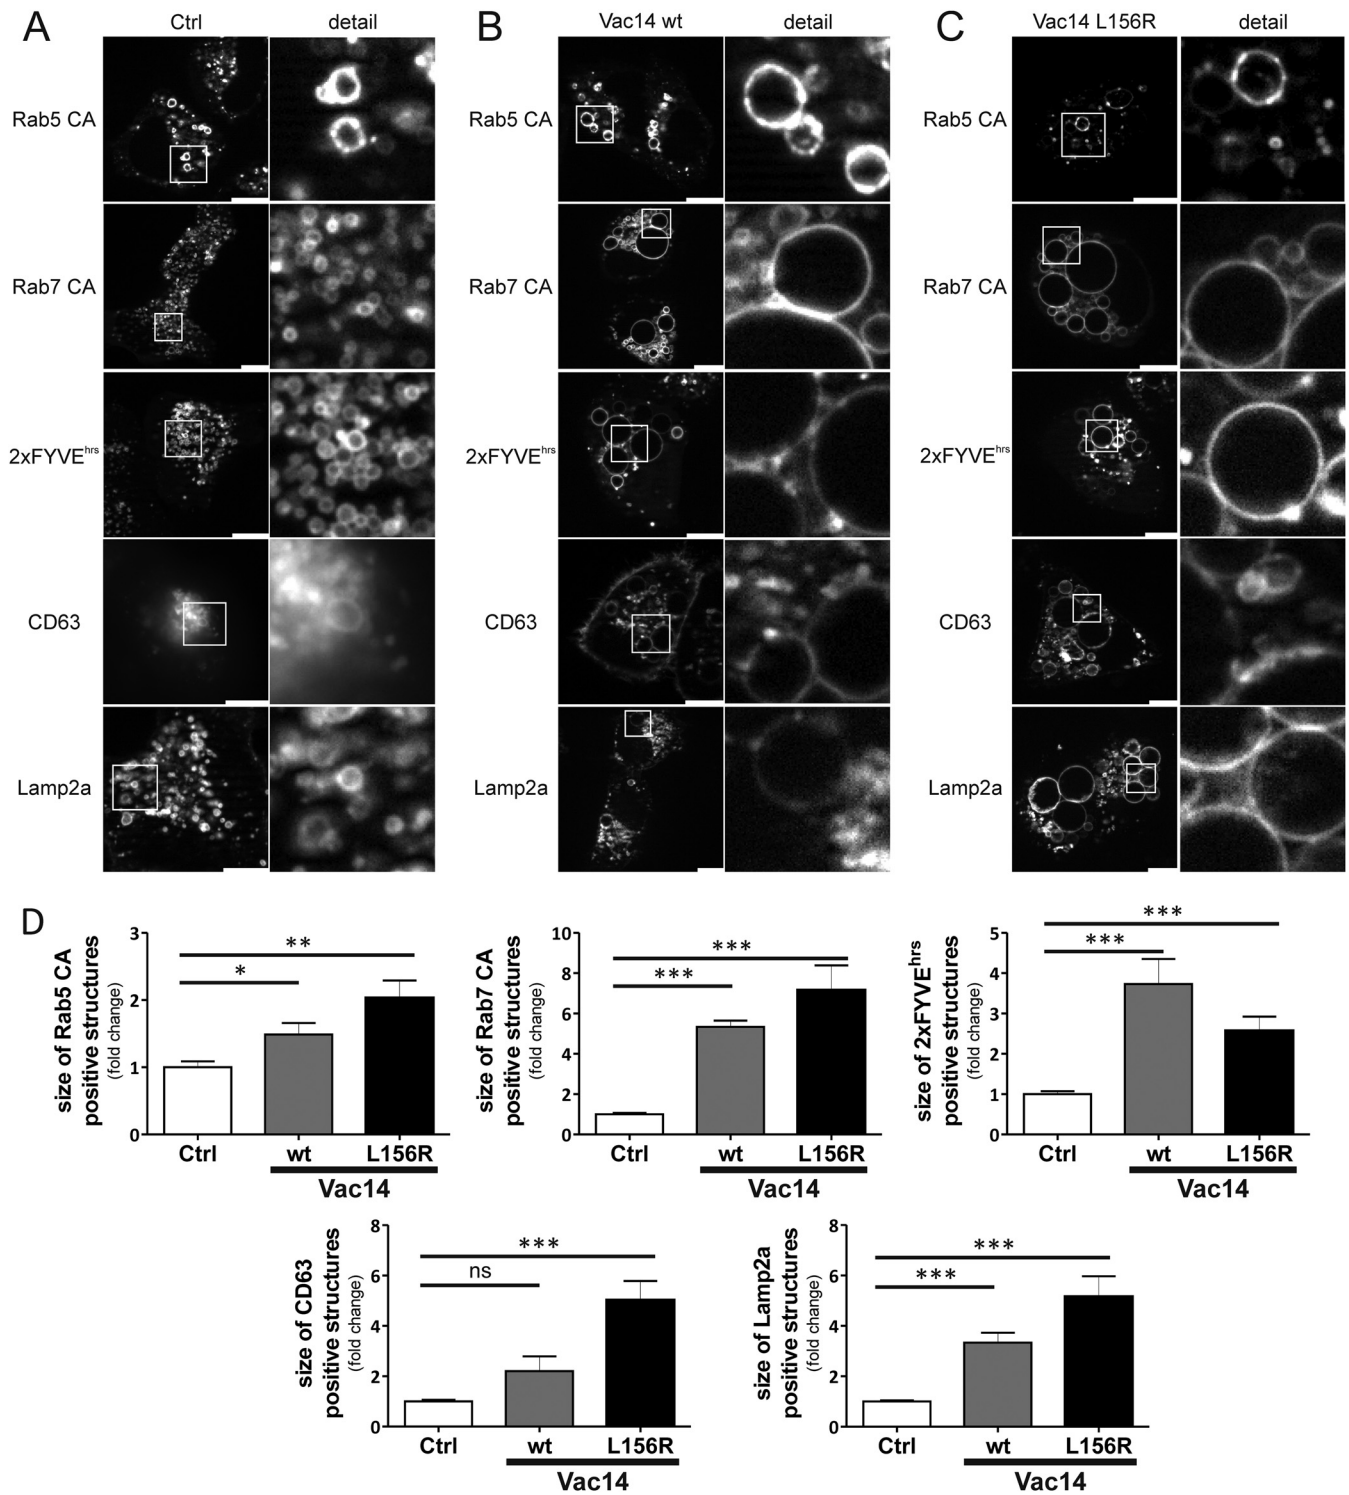 A Ctrl detail B Vac14 wt detail C Vac14 L156R detail
Rab5 CA Rab5 CA Rab5 CA
Rab7 CA Rab7 CA Rab7 CA
2xFYVEhrs 2xFYVEhrs 2xFYVEhrs
CD63 CD63 CD63
Lamp2a Lamp2a Lamp2a
D
size of Rab5 CA
positive structures
(fold change)
3
2
1
0
**
*
Ctrl wt L156R
Vac14
size of Rab7 CA
positive structures
(fold change)
10
8
6
4
2
0
***
***
Ctrl wt L156R
Vac14
size of 2xFYVEhrs
positive structures
(fold change)
5
4
3
2
1
0
***
***
Ctrl wt L156R
Vac14
size of CD63
positive structures
(fold change)
8
6
4
2
0
***
ns
Ctrl wt L156R
Vac14
size of Lamp2a
positive structures
(fold change)
8
6
4
2
0
***
***
Ctrl wt L156R
Vac14